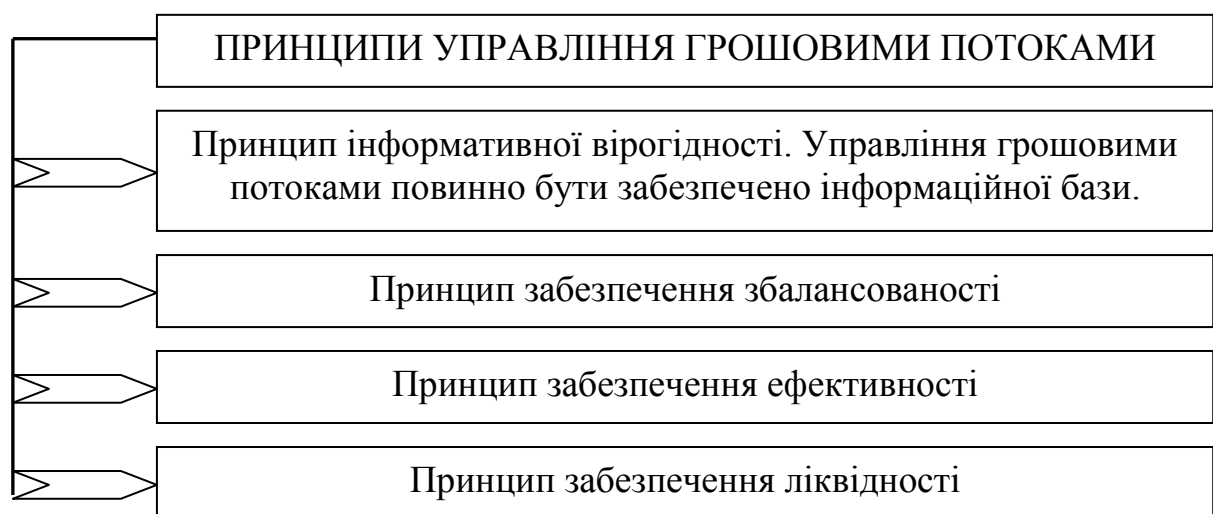 ПРИНЦИПИ УПРАВЛІННЯ ГРОШОВИМИ ПОТОКАМИ
Принцип інформативної вірогідності. Управління грошовими
потоками повинно бути забезпечено інформаційної бази.
Принцип забезпечення збалансованості
Принцип забезпечення ефективності
Принцип забезпечення ліквідності